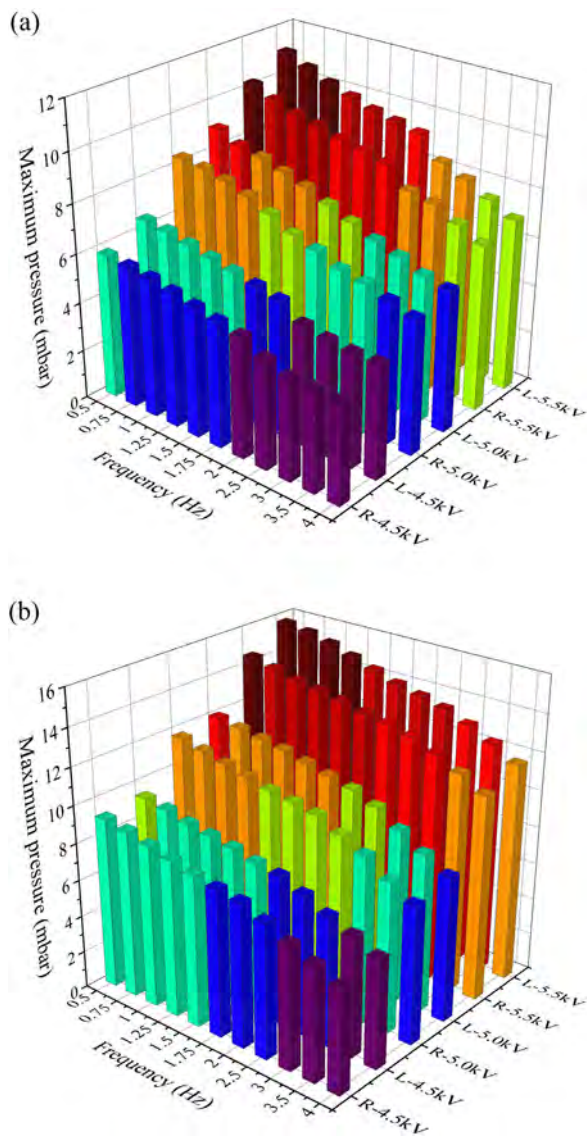 (a)
12
10
8
6
4
2
0
Maximum pressure (mbar)
0.5
0.75
1
1.25
1.5
1.75
2
2.5
3
3.5
4
Frequency (Hz)
L-5.5kV
R-5.5kV
L-5.0kV
R-5.0kV
L-4.5kV
R-4.5kV
(b)
16
14
12
10
8
6
4
2
0
Maximum pressure (mbar)
0.5
0.75
1
1.25
1.5
1.75
2
2.5
3
3.5
4
Frequency (Hz)
L-5.5kV
R-5.5kV
L-5.0kV
R-5.0kV
L-4.5kV
R-4.5kV